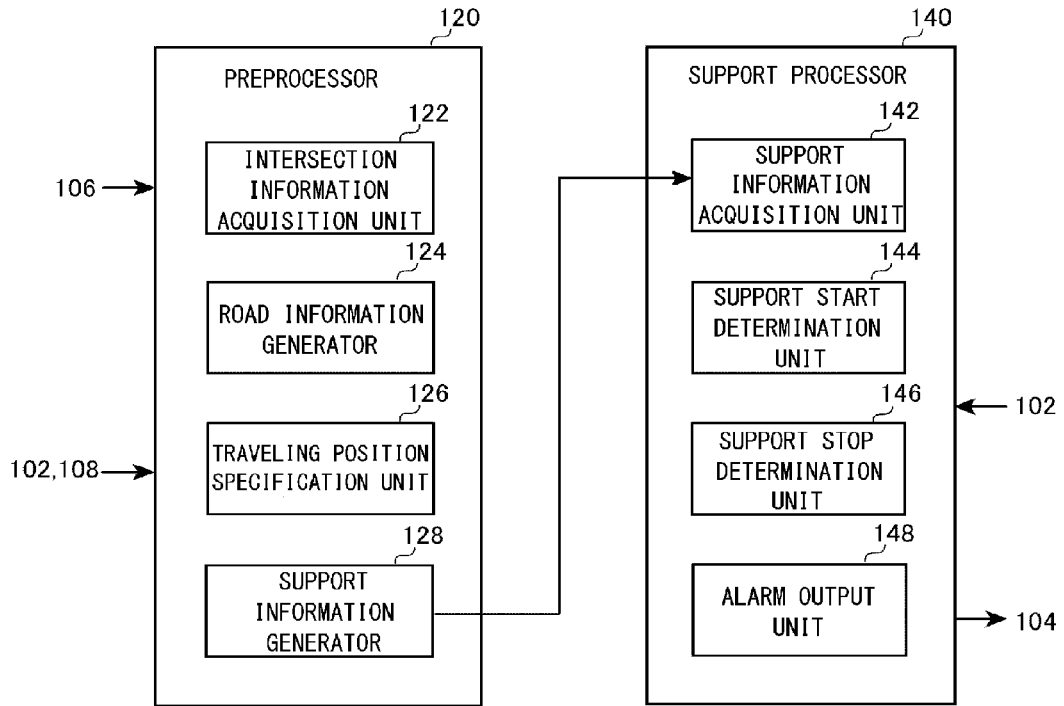 120
PREPROCESSOR
122
INTERSECTION
INFORMATION
ACQUISITION UNIT
106
124
ROAD INFORMATION
GENERATOR
126
TRAVELING POSITION
SPECIFICATION UNIT
102,108
128
SUPPORT
INFORMATION
GENERATOR
140
SUPPORT PROCESSOR
142
SUPPORT
INFORMATION
ACQUISITION UNIT
144
SUPPORT START
DETERMINATION
UNIT
146
SUPPORT STOP
DETERMINATION
UNIT
102
148
ALARM OUTPUT
UNIT
104